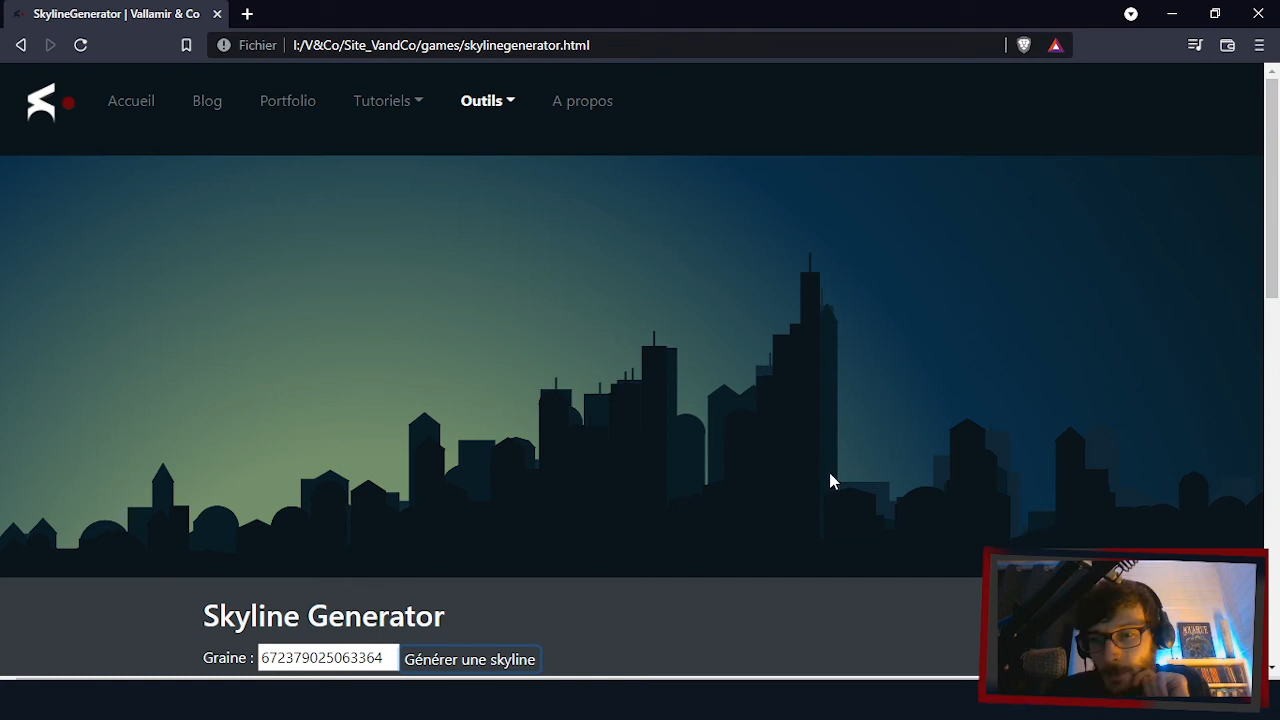 SkylineGenerator | Vallamir & Co
Fichier
I:/V&Co/Site_VandCo/games/skylinegenerator.html
Accueil
Blog
Portfolio
Tutoriels
Outils
A propos
Skyline Generator
Graine :
672379025063364
Générer une skyline